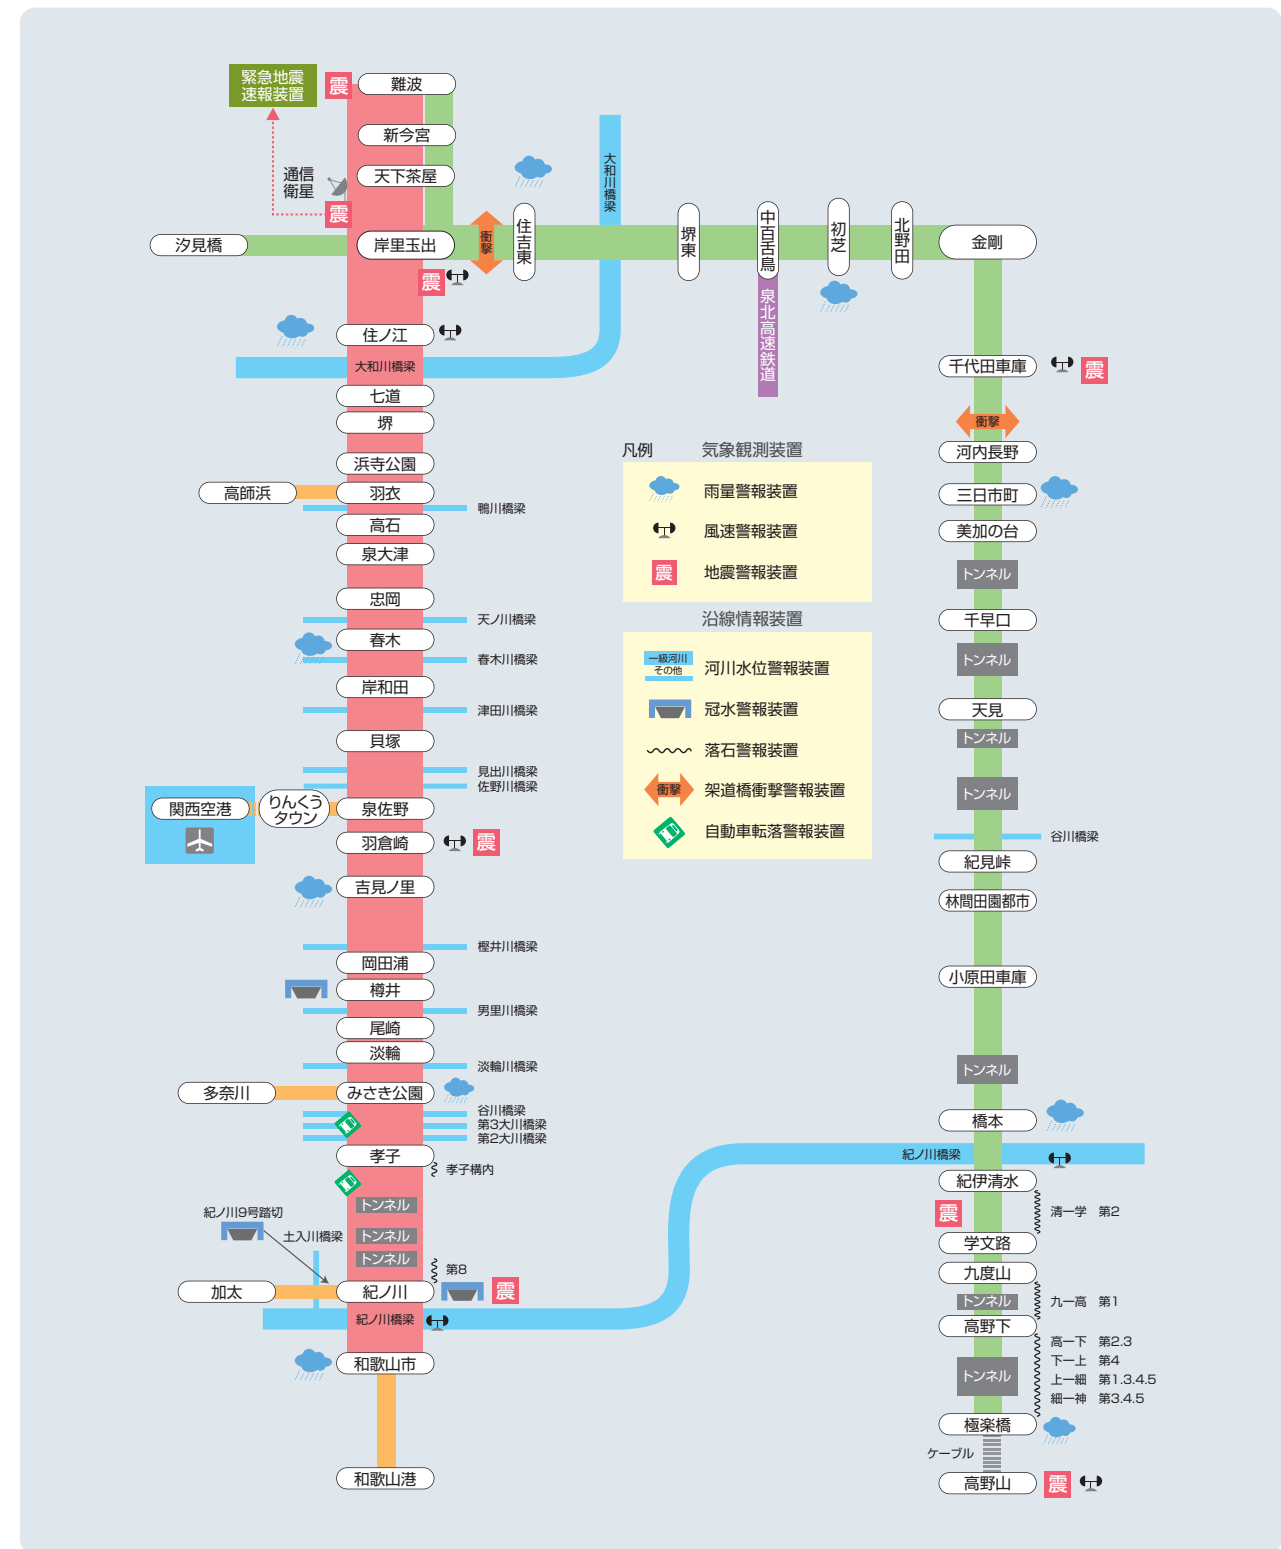 緊急地震
速報装置
震
難波
新今宮
天下茶屋
通信
衛星
震
汐見橋
岸里玉出
衝撃
住吉東
大和川橋梁
堺東
中百舌鳥
初芝
北野田
金剛
震
泉北高速鉄道
住ノ江
大和川橋梁
七道
堺
浜寺公園
高師浜
羽衣
鴨川橋梁
高石
泉大津
忠岡
天ノ川橋梁
春木
春木川橋梁
岸和田
津田川橋梁
貝塚
見出川橋梁
佐野川橋梁
関西空港
りんくう
タウン
泉佐野
羽倉崎
震
吉見ノ里
樫井川橋梁
岡田浦
樽井
男里川橋梁
尾崎
淡輪
淡輪川橋梁
多奈川
みさき公園
谷川橋梁
第3大川橋梁
第2大川橋梁
孝子
孝子構内
トンネル
紀ノ川9号踏切
土入川橋梁
トンネル
トンネル
第8
加太
紀ノ川
震
紀ノ川橋梁
和歌山市
和歌山港
凡例
気象観測装置
雨量警報装置
風速警報装置
震
地震警報装置
沿線情報装置
一級河川
その他
河川水位警報装置
冠水警報装置
落石警報装置
衝撃
架道橋衝撃警報装置
自動車転落警報装置
千代田車庫
震
衝撃
河内長野
三日市町
美加の台
トンネル
千早口
トンネル
天見
トンネル
トンネル
谷川橋梁
紀見峠
林間田園都市
小原田車庫
トンネル
橋本
紀ノ川橋梁
紀伊清水
震
清一学 第2
学文路
九度山
トンネル
九一高 第1
高野下
高一下 第2.3
下一上 第4
トンネル
上一細 第1.3.4.5
細一神 第3.4.5
極楽橋
ケーブル
高野山
震